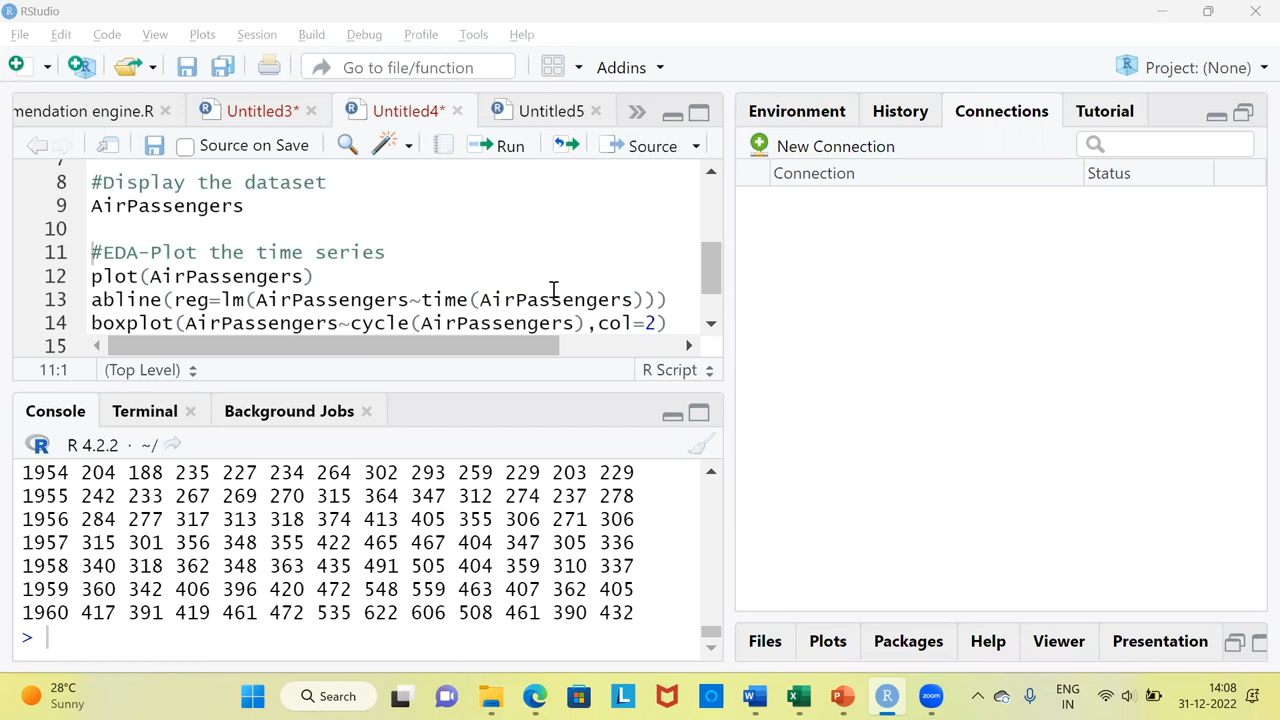 RStudio
File Edit Code View Plots Session Build Debug Profile Tools Help
Go to file/function Addins Project: (None)
mendation engine.R Untitled3* Untitled4* Untitled5
Source on Save Run Source
8 #Display the dataset
9 AirPassengers
10
11 #EDA-Plot the time series
12 plot(AirPassengers)
13 abline(reg=lm(AirPassengers~time(AirPassengers)))
14 boxplot(AirPassengers~cycle(AirPassengers),col=2)
15
11:1 (Top Level) R Script
Console Terminal Background Jobs
R 4.2.2 · ~/
1954 204 188 235 227 234 264 302 293 259 229 203 229
1955 242 233 267 269 270 315 364 347 312 274 237 278
1956 284 277 317 313 318 374 413 405 355 306 271 306
1957 315 301 356 348 355 422 465 467 404 347 305 336
1958 340 318 362 348 363 435 491 505 404 359 310 337
1959 360 342 406 396 420 472 548 559 463 407 362 405
1960 417 391 419 461 472 535 622 606 508 461 390 432
>
Environment History Connections Tutorial
New Connection
Connection Status
Files Plots Packages Help Viewer Presentation
28°C
Sunny
Search
zoom
ENG
IN
14:08
31-12-2022